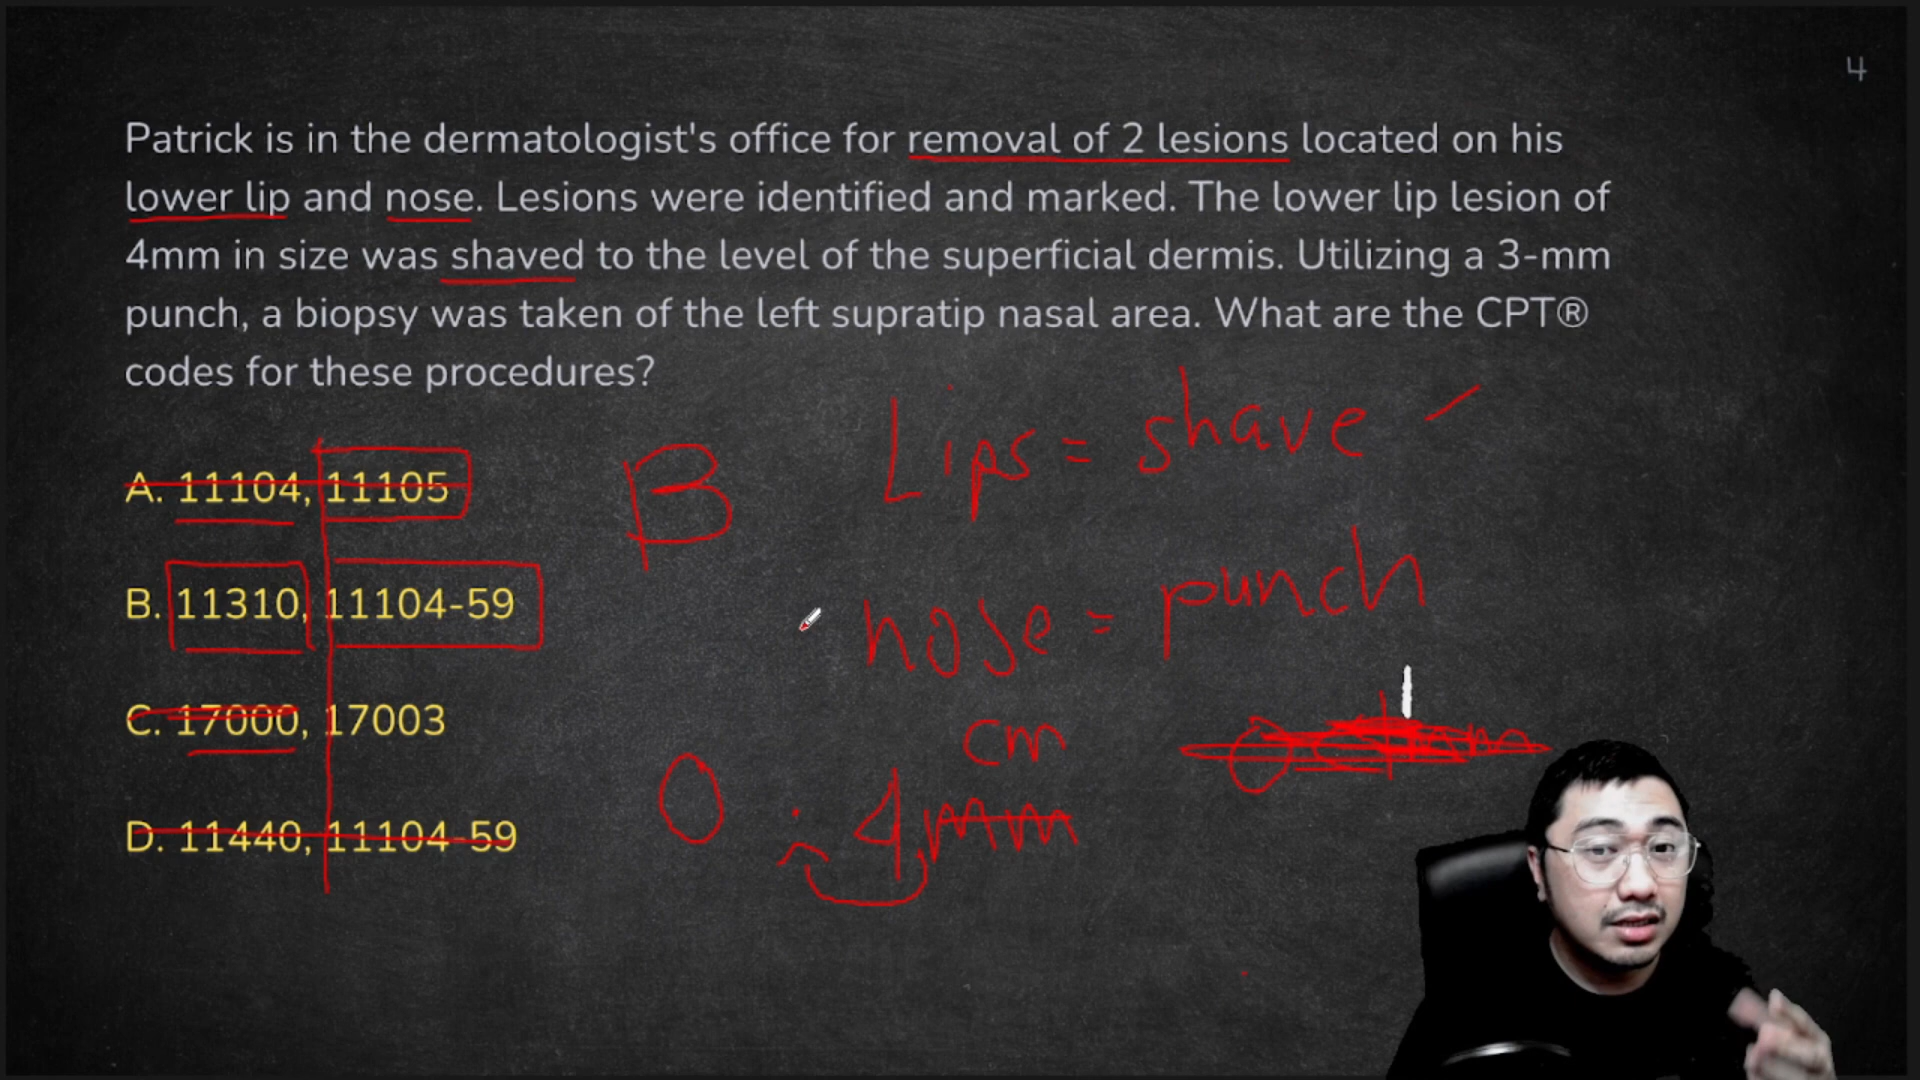 4
Patrick is in the dermatologist's office for removal of 2 lesions located on his
lower lip and nose. Lesions were identified and marked. The lower lip lesion of
4mm in size was shaved to the level of the superficial dermis. Utilizing a 3-mm
punch, a biopsy was taken of the left supratip nasal area. What are the CPT®
codes for these procedures?
Lips = shave
A. 11104, 11105
B
B. 11310, 11104-59
nose = punch
C. 17000, 17003
cm
0.4mm
D. 11440, 11104-59